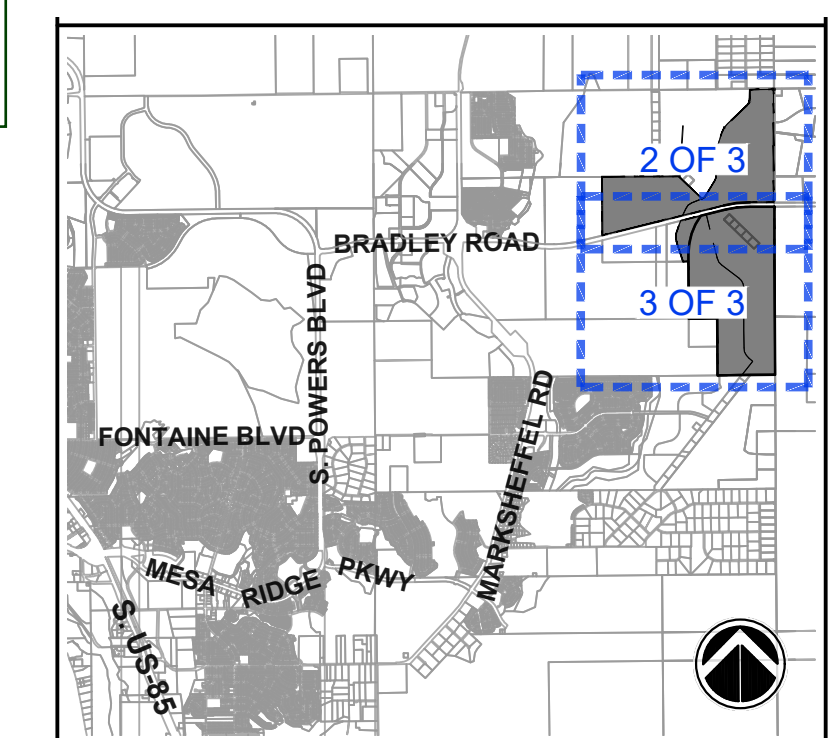 2 OF 3
BRADLEY ROAD
3 OF 3
S. POWERS BLVD
MARKSHEFFEL RD
FONTAINE BLVD
MESA RIDGE PKWY
S. US-85